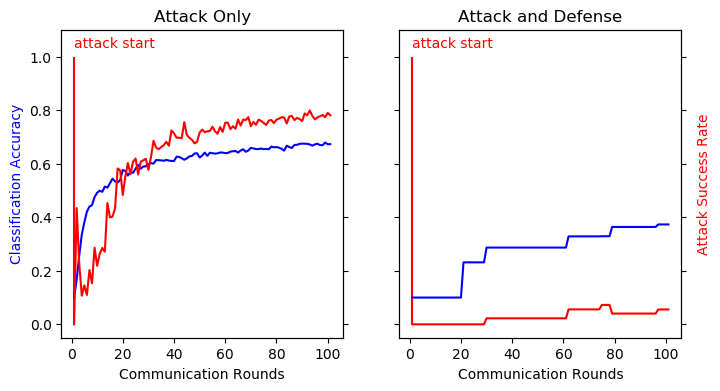 Attack Only
Attack and Defense
attack start
attack start
Classification Accuracy
Attack Success Rate
1.0
0.8
0.6
0.4
0.2
0.0
0 20 40 60 80 100
0 20 40 60 80 100
Communication Rounds
Communication Rounds